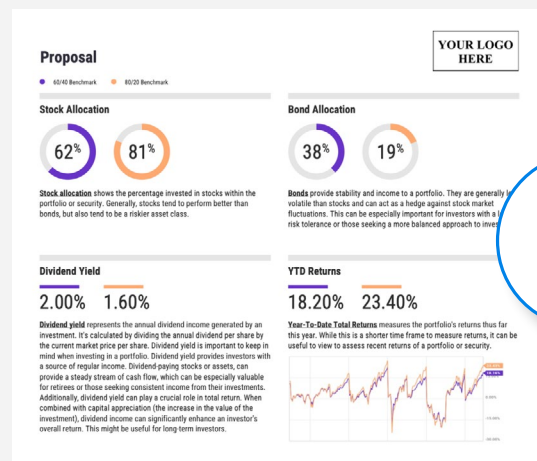 Proposal
YOUR LOGO
HERE
60/40 Benchmark 80/20 Benchmark
Stock Allocation
62%
81%
Stock allocation shows the percentage invested in stocks within the
portfolio or security. Generally, stocks tend to perform better than
bonds, but also tend to be a riskier asset class.
Bond Allocation
38%
19%
Bonds provide stability and income to a portfolio. They are generally
volatile than stocks and can act as a hedge against stock market
fluctuations. This can be especially important for investors with a
risk tolerance or those seeking a more balanced approach to
Dividend Yield
2.00% 1.60%
Dividend yield represents the annual dividend income generated by an
investment. It's calculated by dividing the annual dividend per share by
the current market price per share. Dividend yield is important to keep in
mind when investing in a portfolio. Dividend yield provides investors with
a source of regular income. Dividend-paying stocks or assets, can
provide a steady stream of cash flow, which can be especially valuable
for retirees or those seeking consistent income from their investments.
Additionally, dividend yield can play a crucial role in total return. When
combined with capital appreciation (the increase in the value of the
investment), dividend income can significantly enhance an investor's
overall return. This might be useful for long-term investors.
YTD Returns
18.20% 23.40%
Year-To-Date Total Returns measures the portfolio's returns thus far
this year. While this is a shorter time frame to measure returns, it can be
useful to view to assess recent returns of a portfolio or security.